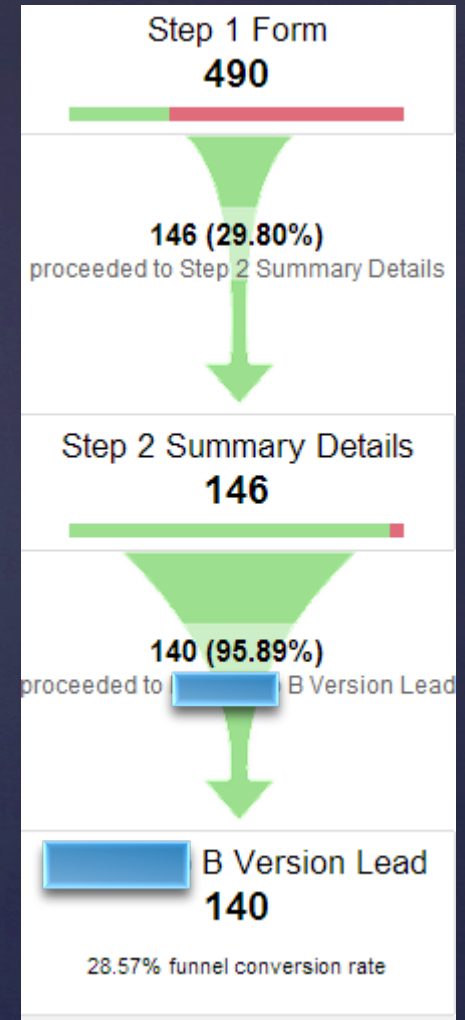 Step 1 Form
490
146 (29.80%)
proceeded to Step 2 Summary Details
Step 2 Summary Details
146
140 (95.89%)
proceeded to B Version Lead
B Version Lead
140
28.57% funnel conversion rate